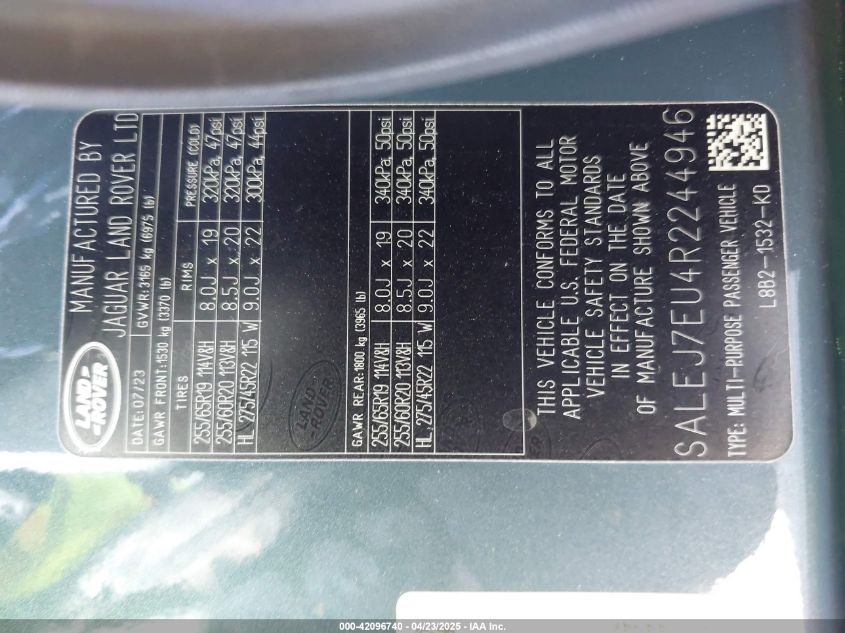 MANUFACTURED BY
JAGUAR LAND ROVER LTD
LAND-
-ROVER
DATE: 07/23 GVWR: 3165 kg (6975 lb)
GAWR FRONT: 1530 kg (3370 lb)
TIRES RIMS PRESSURE (COLD)
255/65R19 114V&H 8.0J x 19 320kPa, 47psi
255/60R20 113V&H 8.5J x 20 320kPa, 47psi
HL 275/45R22 115 W 9.0J x 22 300kPa, 44psi
LAND-
-ROVER
GAWR REAR: 1800 kg (3965 lb)
255/65R19 114V&H 8.0J x 19 340kPa, 50psi
255/60R20 113V&H 8.5J x 20 340kPa, 50psi
HL 275/45R22 115 W 9.0J x 22 340kPa, 50psi
THIS VEHICLE CONFORMS TO ALL
APPLICABLE U.S. FEDERAL MOTOR
VEHICLE SAFETY STANDARDS
IN EFFECT ON THE DATE
OF MANUFACTURE SHOWN ABOVE
SALEJ7EU4R2244946
TYPE: MULTI-PURPOSE PASSENGER VEHICLE
L8B2-1532-KD
000-42096740 - 04/23/2025 - IAA Inc.